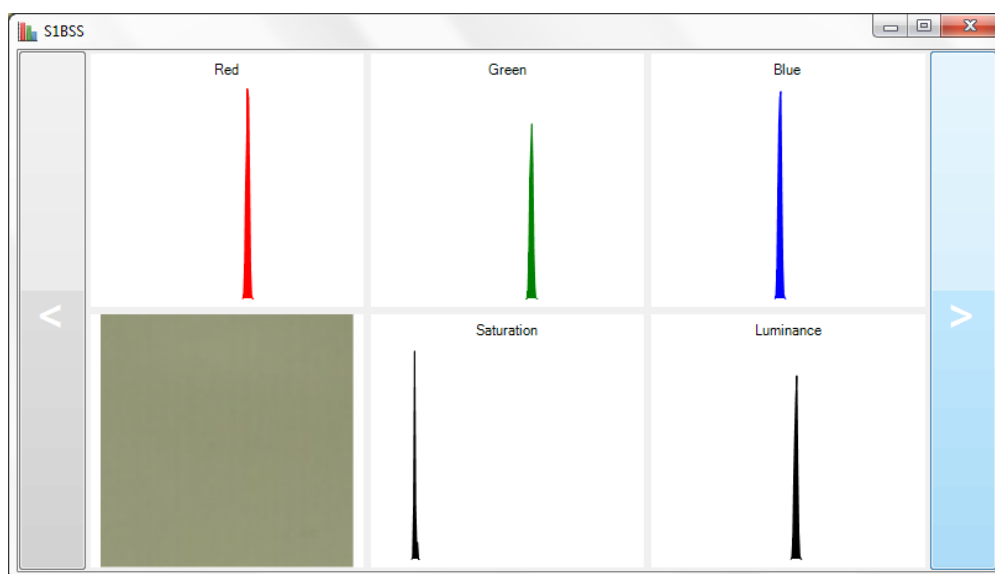 S1BSS
Red
Green
Blue
<
>
Saturation
Luminance